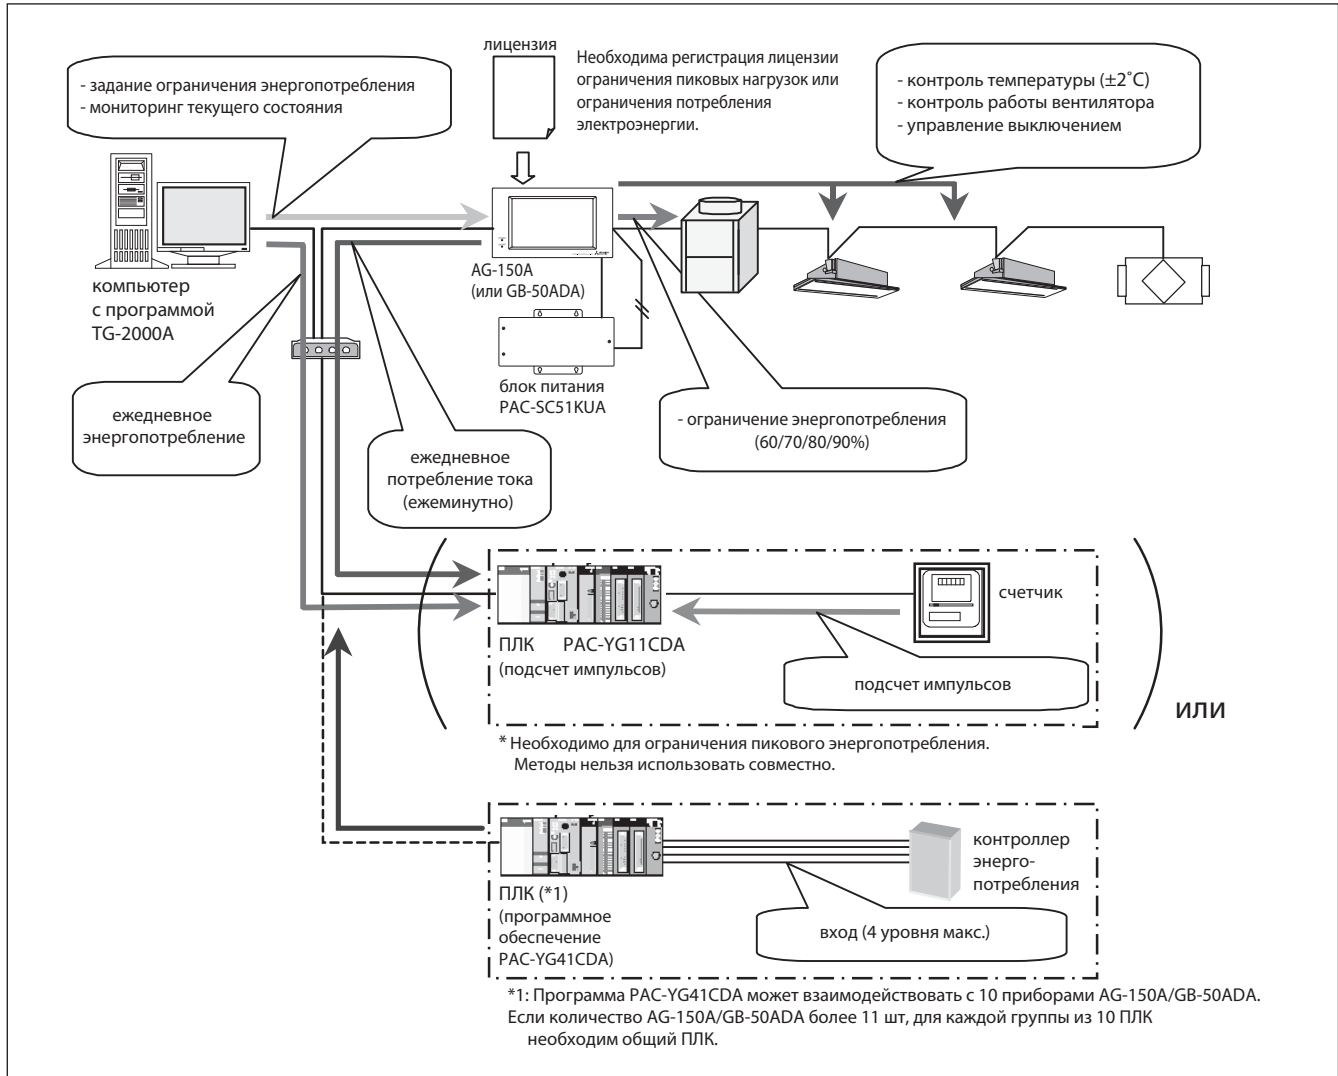 лицензия
Необходима регистрация лицензии
ограничения пиковых нагрузок или
ограничения потребления
электроэнергии.
- задание ограничения энергопотребления
- мониторинг текущего состояния
- контроль температуры (±2˚C)
- контроль работы вентилятора
- управление выключением
компьютер
с программой
TG-2000A
AG-150A
(или GB-50ADA)
блок питания
PAC-SC51KUA
ежедневное
энергопотребление
ежедневное
потребление тока
(ежеминутно)
- ограничение энергопотребления
(60/70/80/90%)
счетчик
ПЛК PAC-YG11CDA
(подсчет импульсов)
подсчет импульсов
или
* Необходимо для ограничения пикового энергопотребления.
Методы нельзя использовать совместно.
контроллер
энерго-
потребления
ПЛК (*1)
(программное
обеспечение
PAC-YG41CDA)
вход (4 уровня макс.)
*1: Программа PAC-YG41CDA может взаимодействовать с 10 приборами AG-150A/GB-50ADA.
Если количество AG-150A/GB-50ADA более 11 шт, для каждой группы из 10 ПЛК
необходим общий ПЛК.